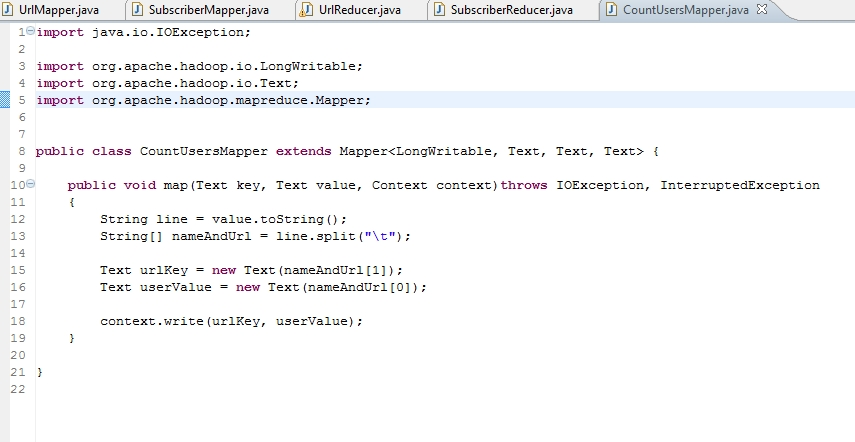 UrlMapper.java SubscriberMapper.java UrlReducer.java SubscriberReducer.java CountUsersMapper.java
1 import java.io.IOException;
2
3 import org.apache.hadoop.io.LongWritable;
4 import org.apache.hadoop.io.Text;
5 import org.apache.hadoop.mapreduce.Mapper;
6
7
8 public class CountUsersMapper extends Mapper<LongWritable, Text, Text, Text> {
9
10     public void map(Text key, Text value, Context context)throws IOException, InterruptedException
11     {
12         String line = value.toString();
13         String[] nameAndUrl = line.split("\t");
14
15         Text urlKey = new Text(nameAndUrl[1]);
16         Text userValue = new Text(nameAndUrl[0]);
17
18         context.write(urlKey, userValue);
19     }
20
21 }
22